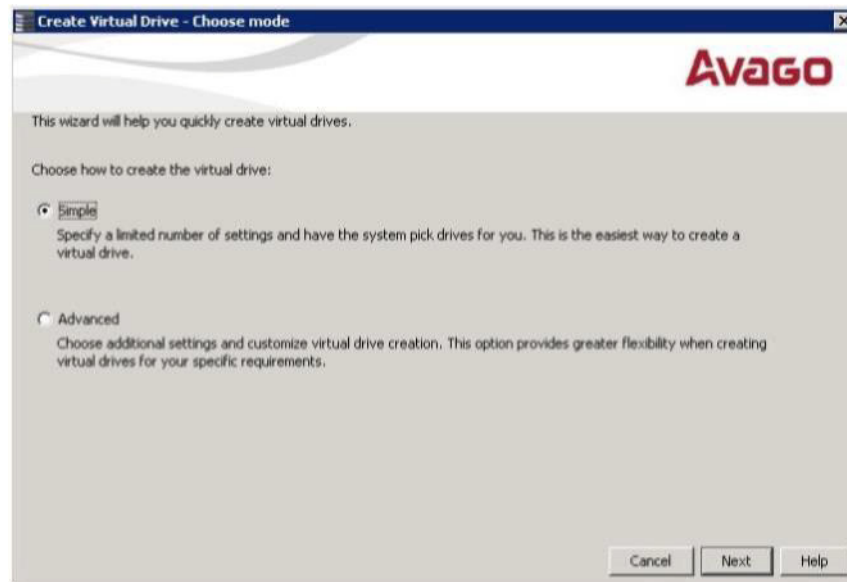 Create Virtual Drive - Choose mode
Avago
This wizard will help you quickly create virtual drives.
Choose how to create the virtual drive:
Simple
Specify a limited number of settings and have the system pick drives for you. This is the easiest way to create a
virtual drive.
Advanced
Choose additional settings and customize virtual drive creation. This option provides greater flexibility when creating
virtual drives for your specific requirements.
Cancel Next Help